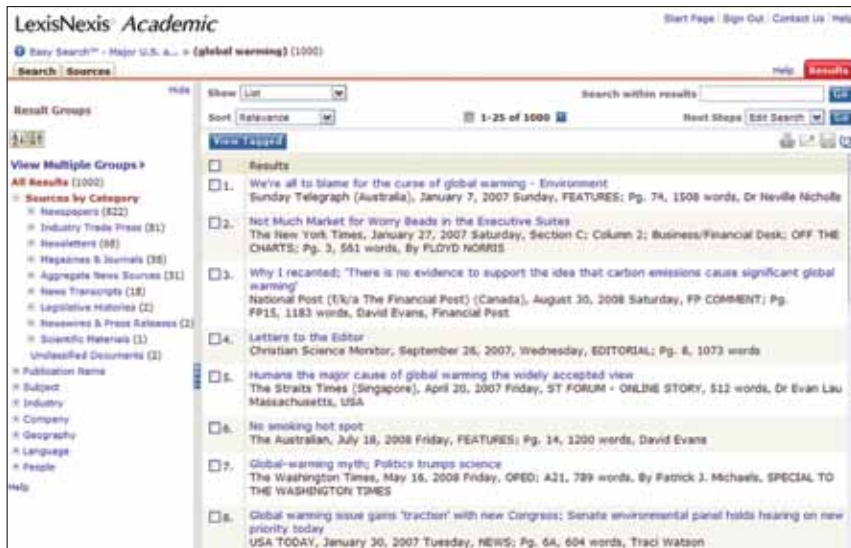 LexisNexis® Academic
Start Page Sign Out Contact Us Help
Easy Search™ - Major U.S. a... » (global warming) (1000)
Search Sources
Help Results
Hide
Show List
Search within results Go
Result Groups
Sort Relevance
1-25 of 1000
Next Steps Edit Search Go
View Tagged
View Multiple Groups
Results
All Results (1000)
Sources by Category
Newspapers (822)
Industry Trade Press (81)
Newsletters
Magazines & Journals
Aggregate News Sources (31)
News Transcripts (18)
Legislative Histories (2)
Newswires & Press Releases (2)
Scientific Materials (1)
Unclassified Documents (2)
Publication Name
Subject
Industry
Company
Geography
Language
People
Help
1. We're all to blame for the curse of global warming - Environment
Sunday Telegraph (Australia), January 7, 2007 Sunday, FEATURES; Pg. 74, 1508 words, Dr Neville Nicholls
2. Not Much Market for Worry Beads in the Executive Suites
The New York Times, January 27, 2007 Saturday, Section C; Column 2; Business/Financial Desk; OFF THE
CHARTS; Pg. 3, 561 words, By FLOYD NORRIS
3. Why I recanted; 'There is no evidence to support the idea that carbon emissions cause significant global
warming'
National Post (f/k/a The Financial Post) (Canada), August 30, 2008 Saturday, FP COMMENT; Pg.
FP15, 1183 words, David Evans, Financial Post
4. Letters to the Editor
Christian Science Monitor, September 26, 2007, Wednesday, EDITORIAL; Pg. 8, 1073 words
5. Humans the major cause of global warming the widely accepted view
The Straits Times (Singapore), April 20, 2007 Friday, ST FORUM - ONLINE STORY, 512 words, Dr Evan Lau
Massachusetts, USA
6. No smoking hot spot
The Australian, July 18, 2008 Friday, FEATURES; Pg. 14, 1200 words, David Evans
7. Global-warming myth; Politics trumps science
The Washington Times, May 16, 2008 Friday, OPED; A21, 789 words, By Patrick J. Michaels, SPECIAL TO
THE WASHINGTON TIMES
8. Global warming issue gains 'traction' with new Congress; Senate environmental panel holds hearing on new
priority today
USA TODAY, January 30, 2007 Tuesday, NEWS; Pg. 6A, 604 words, Traci Watson